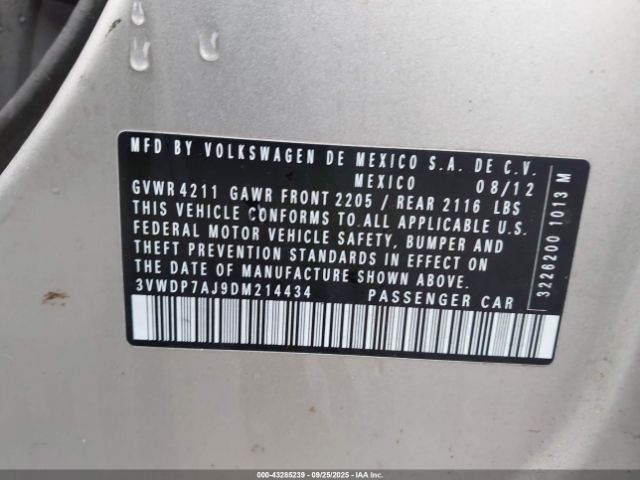 MFD BY VOLKSWAGEN DE MEXICO S.A. DE C.V.
MEXICO 08/12
GVWR 4211 GAWR FRONT 2205 / REAR 2116 LBS
THIS VEHICLE CONFORMS TO ALL APPLICABLE U.S.
FEDERAL MOTOR VEHICLE SAFETY, BUMPER AND
THEFT PREVENTION STANDARDS IN EFFECT ON THE
DATE OF MANUFACTURE SHOWN ABOVE.
3VWDP7AJ9DM214434 PASSENGER CAR
3226200 1013 M
000-43285239 - 09/25/2025 - IAA Inc.